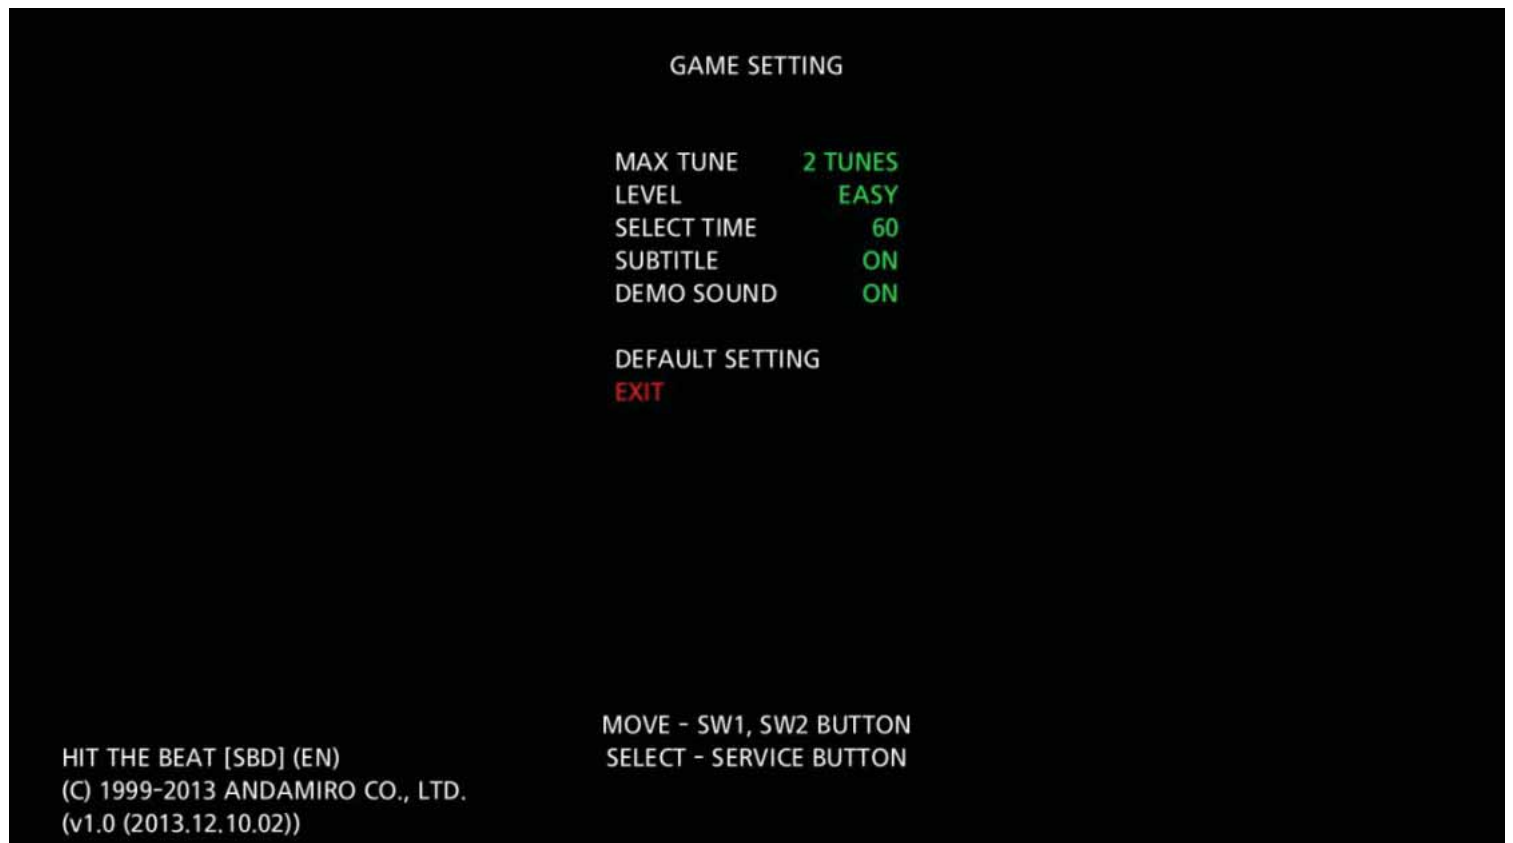 GAME SETTING
MAX TUNE 2 TUNES
LEVEL EASY
SELECT TIME 60
SUBTITLE ON
DEMO SOUND ON
DEFAULT SETTING
EXIT
MOVE - SW1, SW2 BUTTON
SELECT - SERVICE BUTTON
HIT THE BEAT [SBD] (EN)
(C) 1999-2013 ANDAMIRO CO., LTD.
(v1.0 (2013.12.10.02))